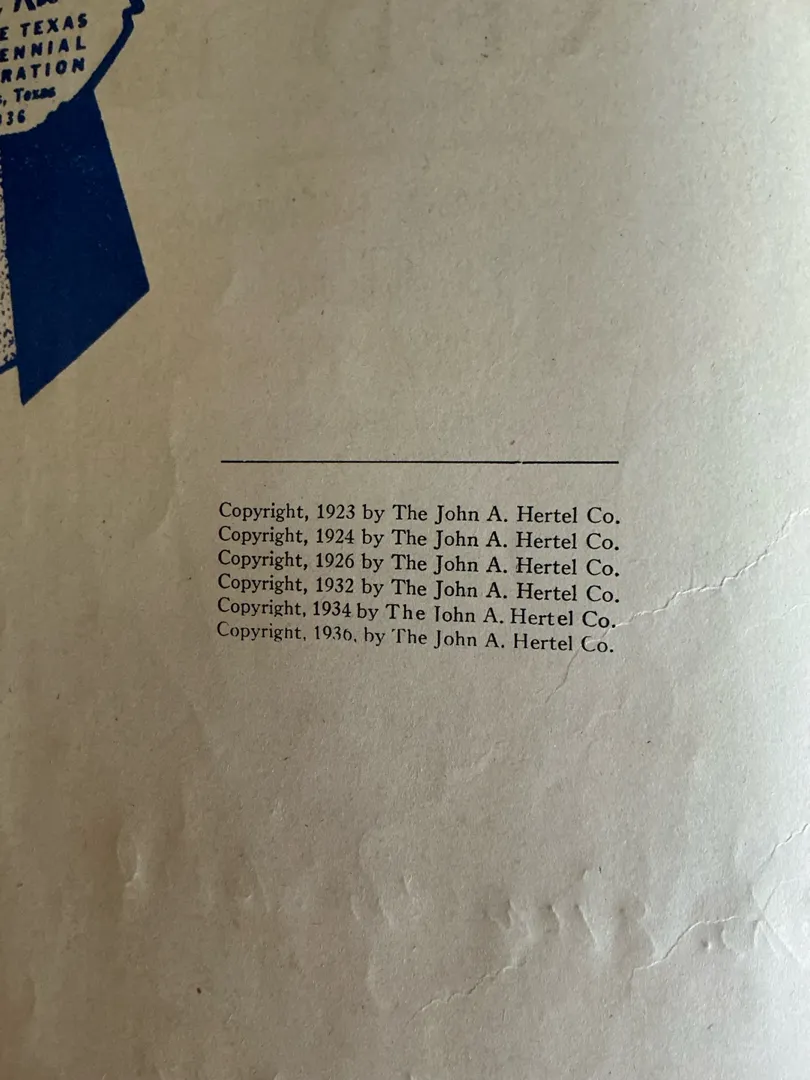 E TEXAS
ENNIAL
RATION
, Texas
36
Copyright, 1923 by The John A. Hertel Co.
Copyright, 1924 by The John A. Hertel Co.
Copyright, 1926 by The John A. Hertel Co.
Copyright, 1932 by The John A. Hertel Co.
Copyright, 1934 by The John A. Hertel Co.
Copyright, 1936, by The John A. Hertel Co.